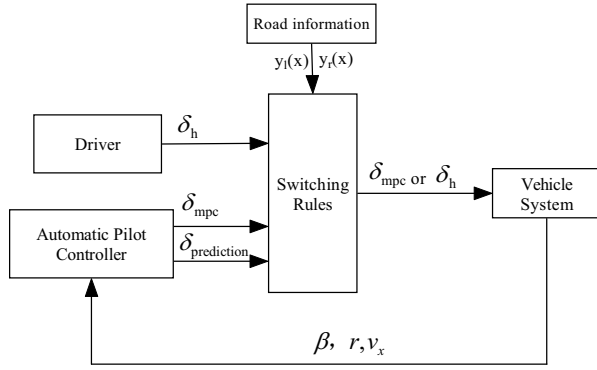 Road information
y_l(x) y_r(x)
Driver
δ_h
Switching
Rules
δ_mpc or δ_h
Vehicle
System
Automatic Pilot
Controller
δ_mpc
δ_prediction
β, r,v_x